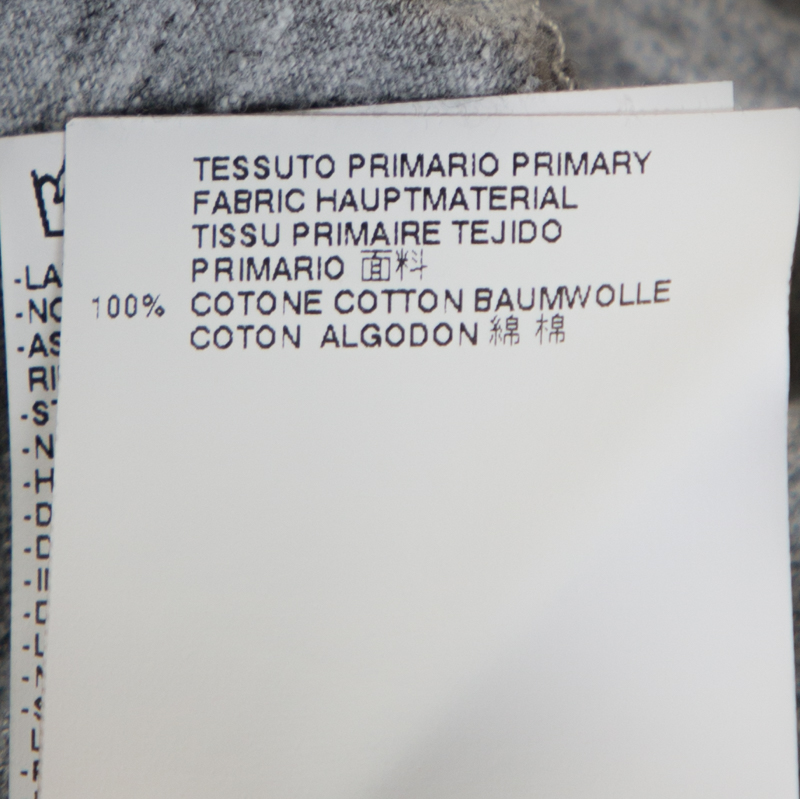 TESSUTO PRIMARIO PRIMARY
FABRIC HAUPTMATERIAL
TISSU PRIMAIRE TEJIDO
PRIMARIO 面料
100% COTONE COTTON BAUMWOLLE
COTON ALGODON 綿 棉